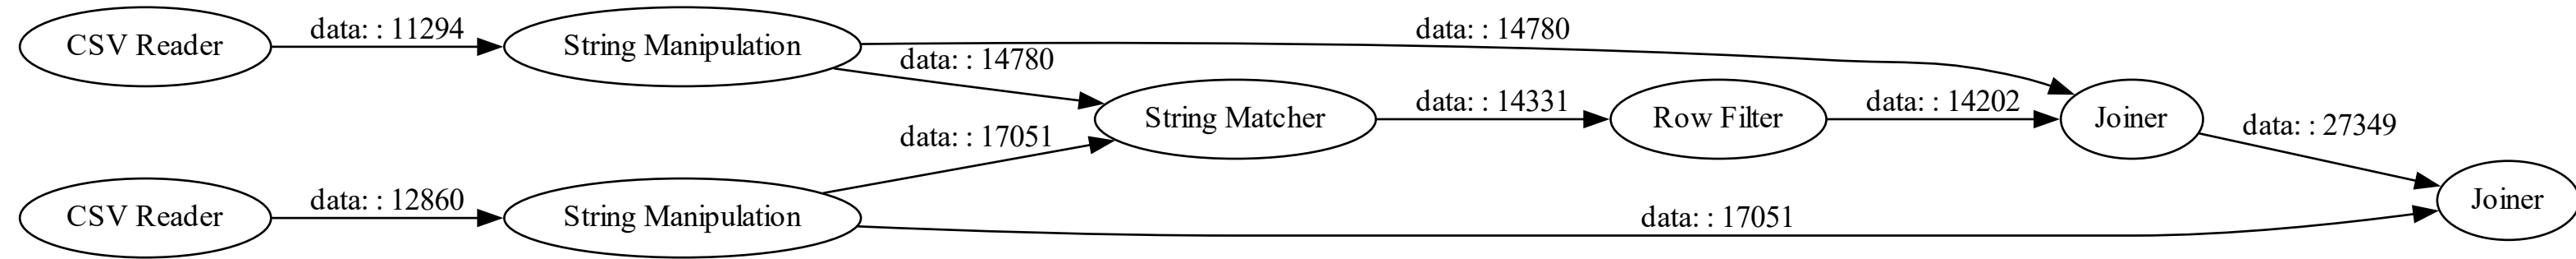 CSV Reader
data: : 11294
String Manipulation
data: : 14780
data: : 14780
String Matcher
data: : 14331
Row Filter
data: : 14202
Joiner
data: : 27349
Joiner
CSV Reader
data: : 12860
String Manipulation
data: : 17051
data: : 17051